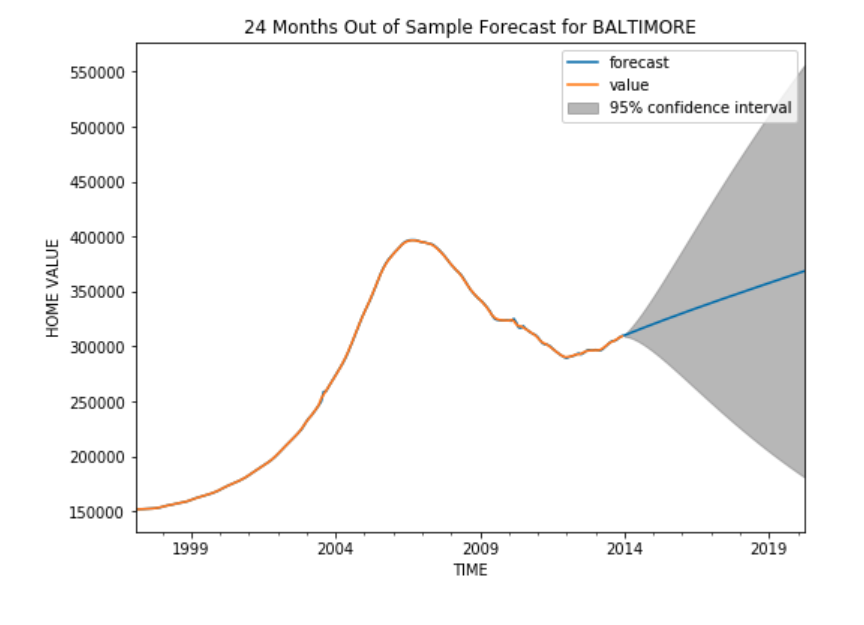 24 Months Out of Sample Forecast for BALTIMORE
forecast
value
95% confidence interval
550000
500000
450000
400000
350000
300000
250000
200000
150000
HOME VALUE
1999 2004 2009 2014 2019
TIME